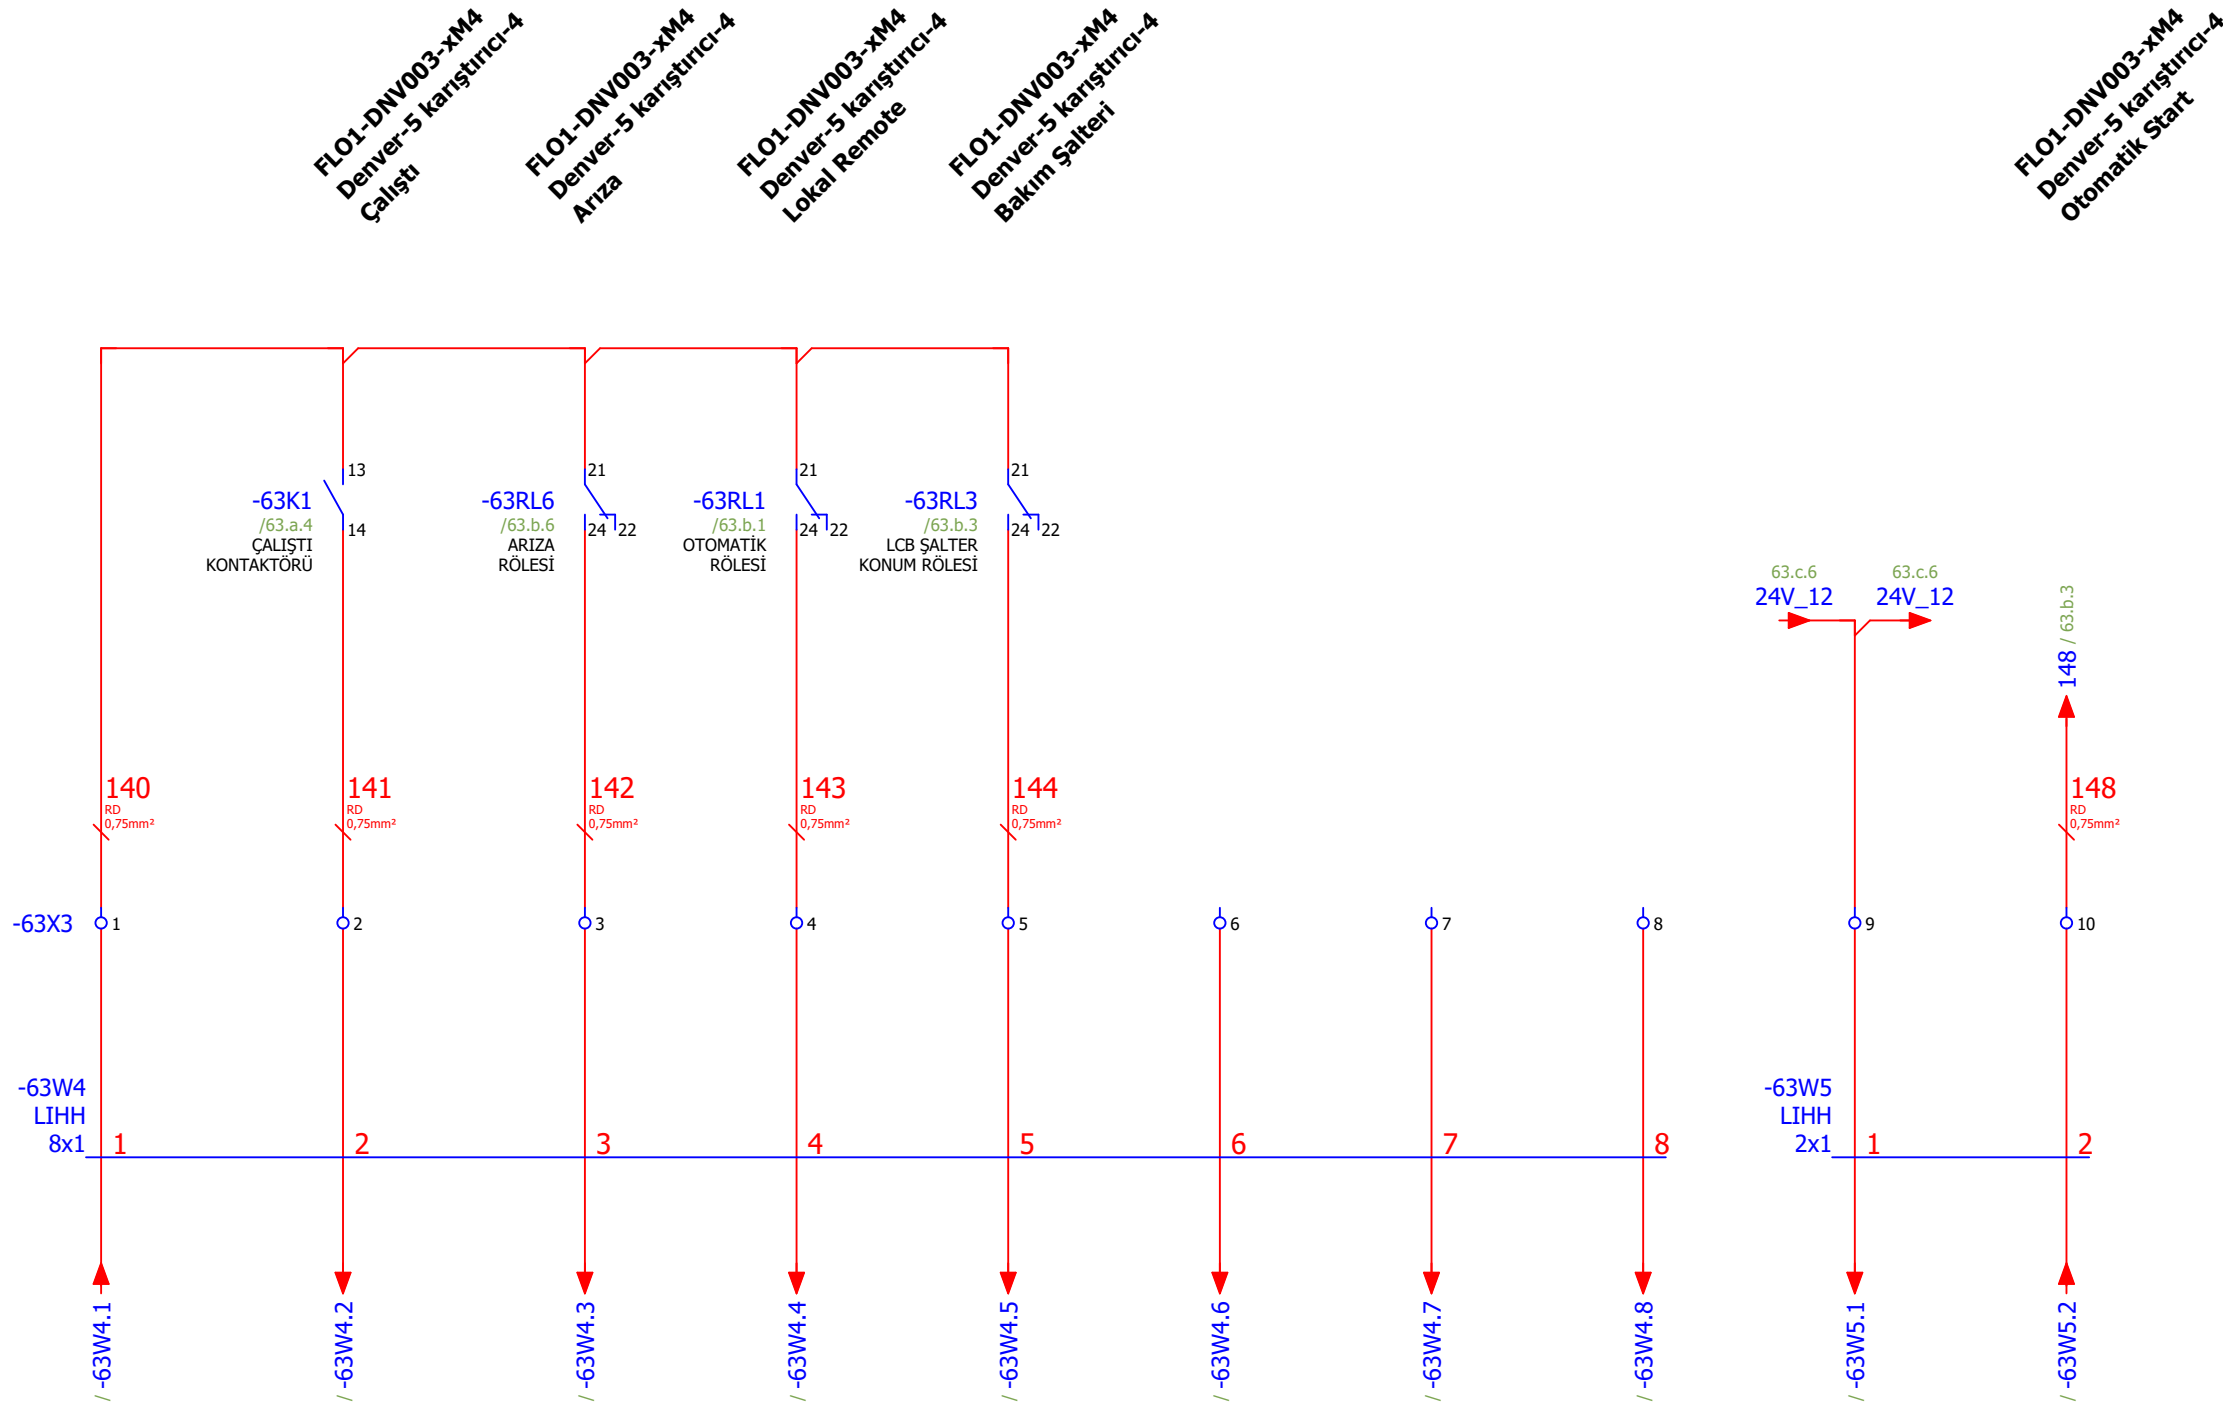 FLO1-DNV003-xM4
Denver-5 karıştırıcı-4
Çalıştı
FLO1-DNV003-xM4
Denver-5 karıştırıcı-4
Arıza
FLO1-DNV003-xM4
Denver-5 karıştırıcı-4
Lokal Remote
FLO1-DNV003-xM4
Denver-5 karıştırıcı-4
Bakım Şalteri
FLO1-DNV003-xM4
Denver-5 karıştırıcı-4
Otomatik Start
13
-63K1
/63.a.4
14
ÇALIŞTI
KONTAKTÖRÜ
21
-63RL6
/63.b.6
24 22
ARIZA
RÖLESİ
21
-63RL1
/63.b.1
24 22
OTOMATİK
RÖLESİ
21
-63RL3
/63.b.3
24 22
LCB ŞALTER
KONUM RÖLESİ
63.c.6
24V_12
63.c.6
24V_12
148 / 63.b.3
140
RD
0,75mm²
141
RD
0,75mm²
142
RD
0,75mm²
143
RD
0,75mm²
144
RD
0,75mm²
148
RD
0,75mm²
-63X3 1 2 3 4 5 6 7 8 9 10
-63W4
LIHH
8x1 1 2 3 4 5 6 7 8
-63W5
LIHH
2x1 1 2
/ -63W4.1
/ -63W4.2
/ -63W4.3
/ -63W4.4
/ -63W4.5
/ -63W4.6
/ -63W4.7
/ -63W4.8
/ -63W5.1
/ -63W5.2